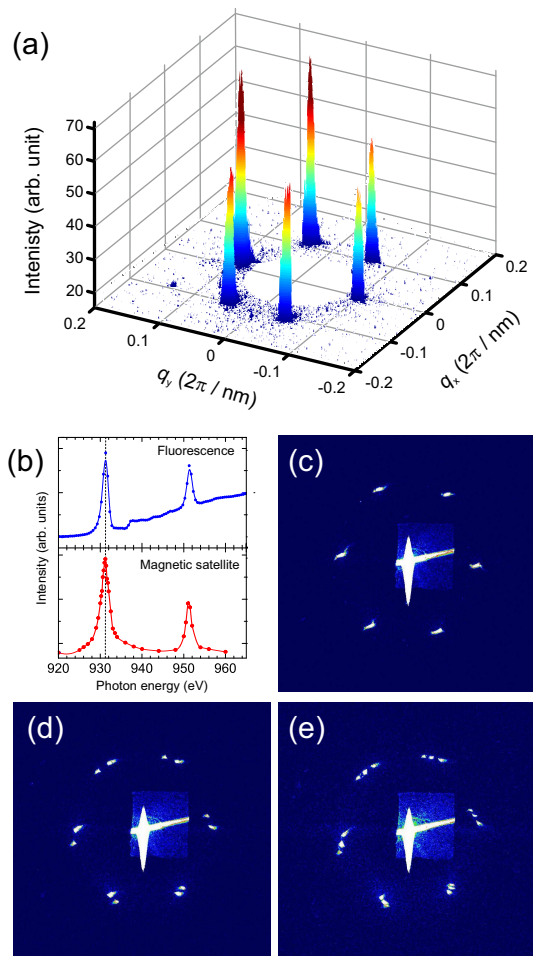 (a)
Intenisty (arb. unit)
70
60
50
40
30
20
0.2
0.1
0
-0.1
-0.2
qy (2π / nm)
-0.2
-0.1
0
0.1
0.2
qx (2π / nm)
(b)
Fluorescence
Magnetic satellite
Intensity (arb. units)
920 930 940 950 960
Photon energy (eV)
(c)
(d)
(e)